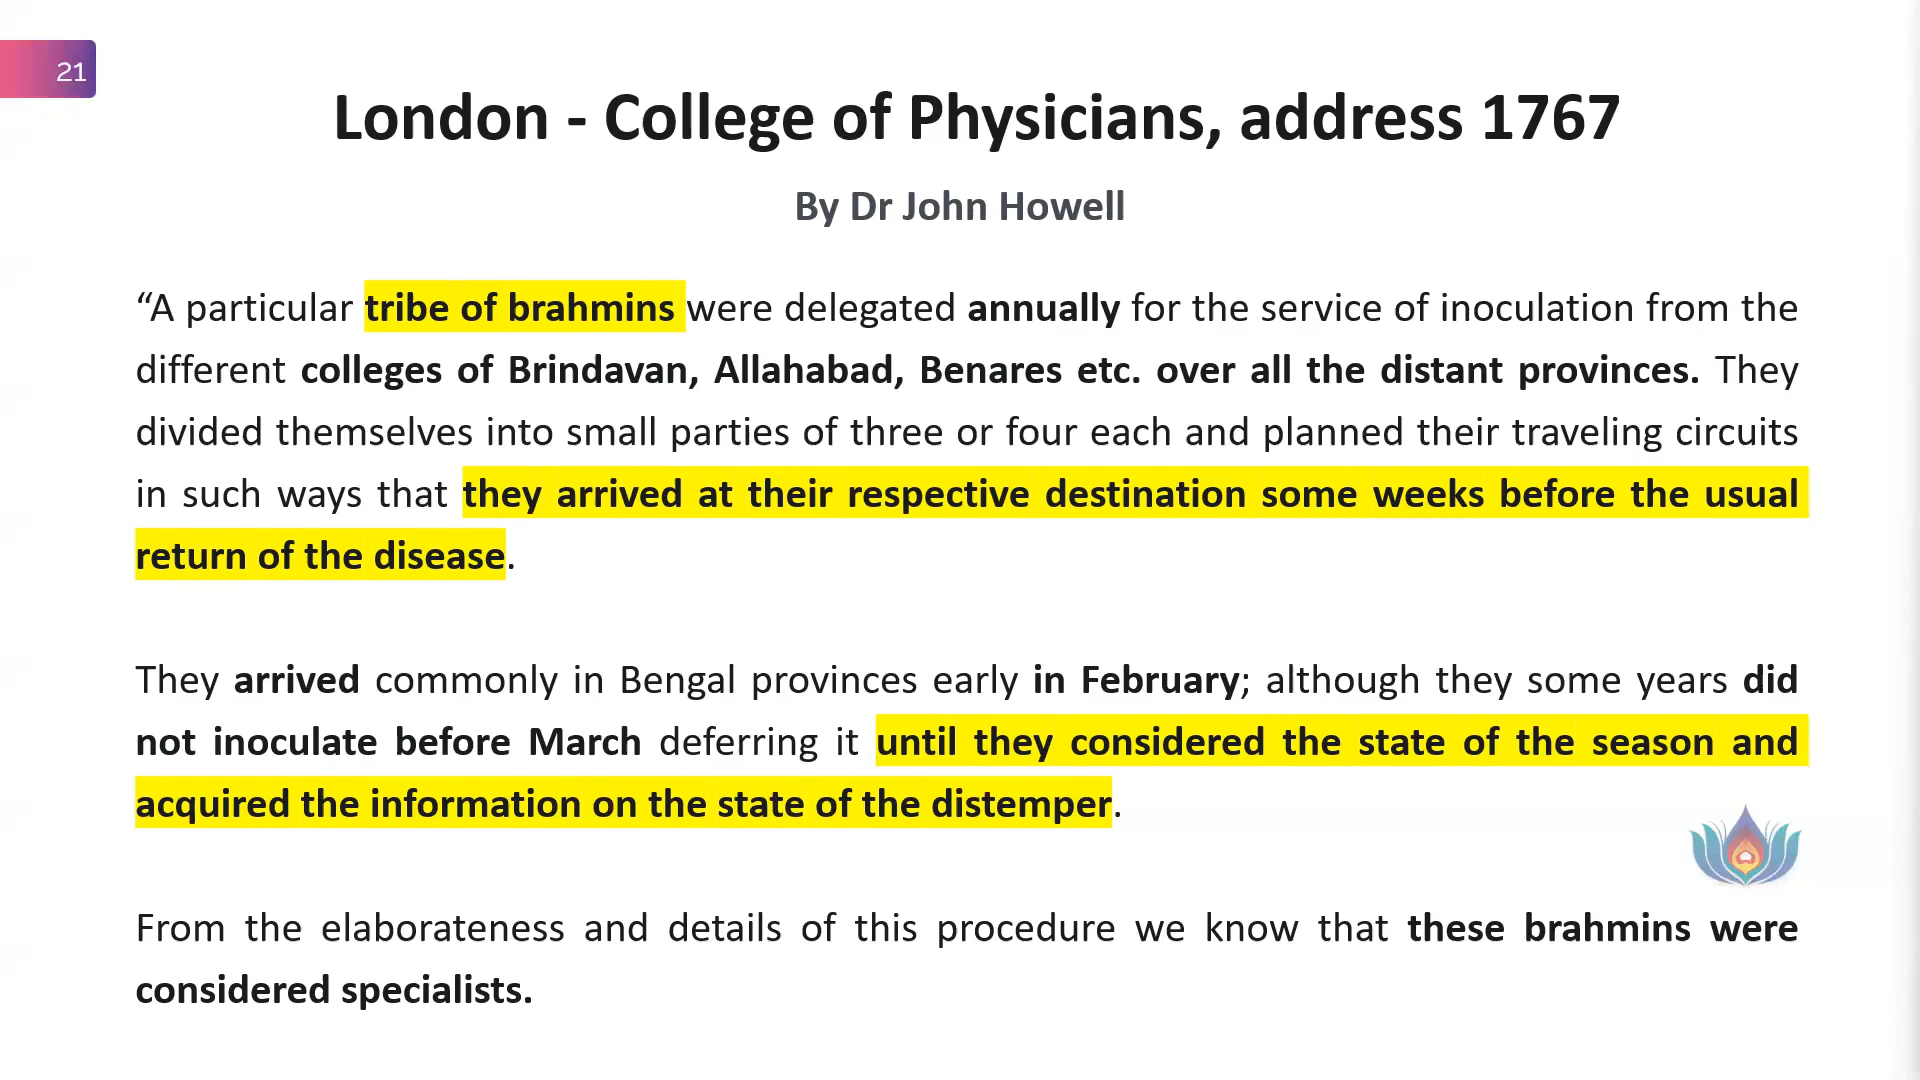 21
London - College of Physicians, address 1767
By Dr John Howell
“A particular tribe of brahmins were delegated annually for the service of inoculation from the
different colleges of Brindavan, Allahabad, Benares etc. over all the distant provinces. They
divided themselves into small parties of three or four each and planned their traveling circuits
in such ways that they arrived at their respective destination some weeks before the usual
return of the disease.
They arrived commonly in Bengal provinces early in February; although they some years did
not inoculate before March deferring it until they considered the state of the season and
acquired the information on the state of the distemper.
From the elaborateness and details of this procedure we know that these brahmins were
considered specialists.